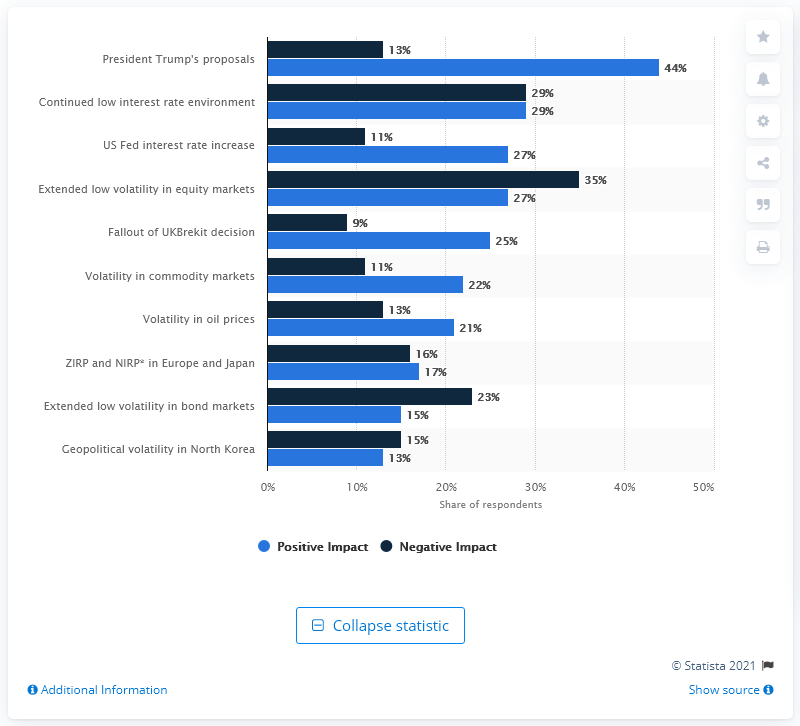 President Trump's proposals
13%
44%
Continued low interest rate environment
29%
29%
US Fed interest rate increase
11%
27%
Extended low volatility in equity markets
35%
27%
Fallout of UKBrekit decision
9%
25%
Volatility in commodity markets
11%
22%
Volatility in oil prices
13%
21%
ZIRP and NIRP* in Europe and Japan
16%
17%
Extended low volatility in bond markets
23%
15%
Geopolitical volatility in North Korea
15%
13%
0% 10% 20% 30% 40% 50%
Share of respondents
Positive Impact Negative Impact
Collapse statistic
© Statista 2021
Additional Information Show source